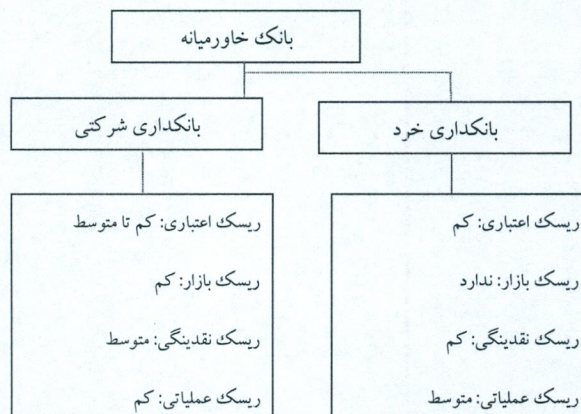 بانک خاورمیانه
بانکداری خرد
بانکداری شرکتی
ریسک اعتباری: کم
ریسک بازار: ندارد
ریسک نقدینگی: کم
ریسک عملیاتی: متوسط
ریسک اعتباری: کم تا متوسط
ریسک بازار: کم
ریسک نقدینگی: متوسط
ریسک عملیاتی: کم